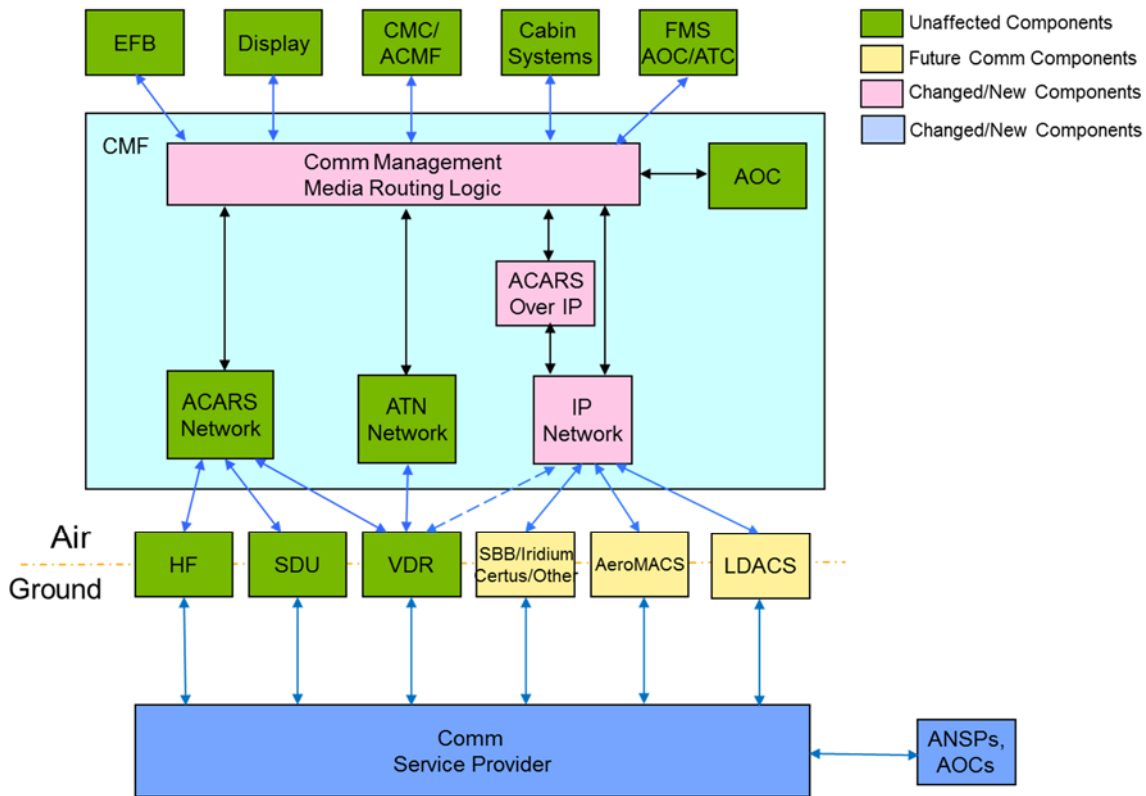 EFB
Display
CMC/
ACMF
Cabin
Systems
FMS
AOC/ATC
Unaffected Components
Future Comm Components
Changed/New Components
Changed/New Components
CMF
Comm Management
Media Routing Logic
AOC
ACARS
Over IP
ACARS
Network
ATN
Network
IP
Network
Air
Ground
HF
SDU
VDR
SBB/Iridium
Certus/Other
AeroMACS
LDACS
Comm
Service Provider
ANSPs,
AOCs